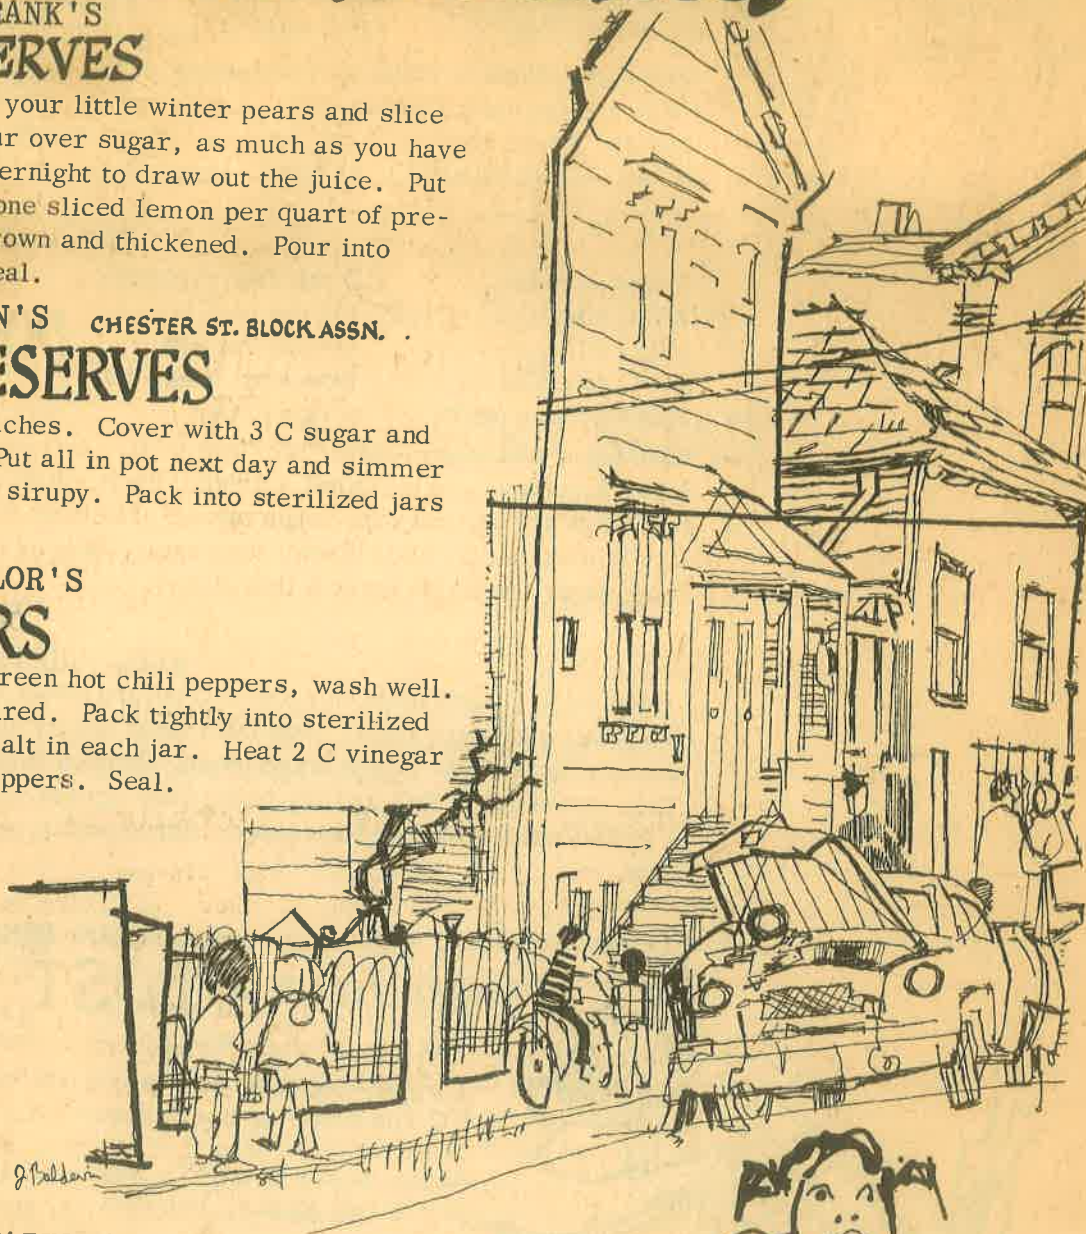 RANK'S
ERVES
your little winter pears and slice
ur over sugar, as much as you have
ernight to draw out the juice. Put
one sliced lemon per quart of pre-
rown and thickened. Pour into
eal.
N'S CHESTER ST. BLOCK ASSN.
ESERVES
ches. Cover with 3 C sugar and
Put all in pot next day and simmer
sirupy. Pack into sterilized jars
LOR'S
RS
reen hot chili peppers, wash well.
red. Pack tightly into sterilized
alt in each jar. Heat 2 C vinegar
ppers. Seal.
J Baldwin